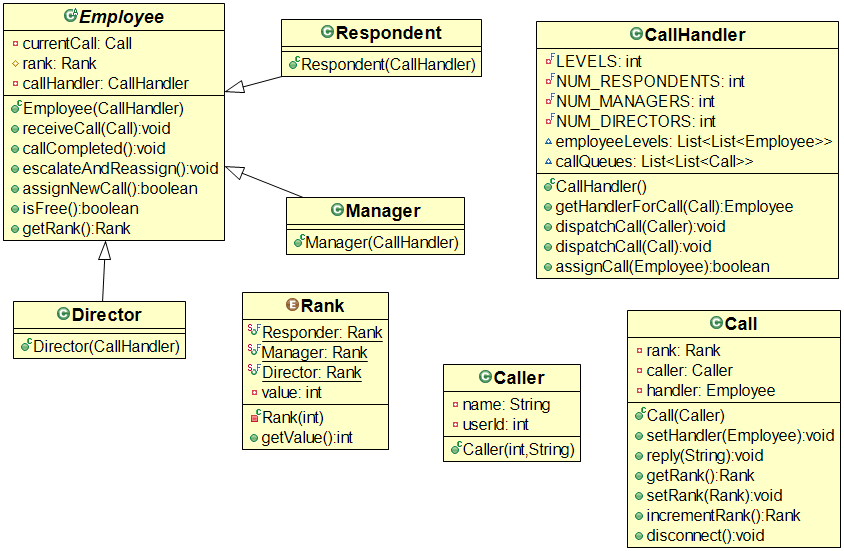 Employee
currentCall: Call
rank: Rank
callHandler: CallHandler
Employee(CallHandler)
receiveCall(Call):void
callCompleted():void
escalateAndReassign():void
assignNewCall():boolean
isFree():boolean
getRank():Rank
Respondent
Respondent(CallHandler)
Manager
Manager(CallHandler)
Director
Director(CallHandler)
CallHandler
LEVELS: int
NUM_RESPONDENTS: int
NUM_MANAGERS: int
NUM_DIRECTORS: int
employeeLevels: List<List<Employee>>
callQueues: List<List<Call>>
CallHandler()
getHandlerForCall(Call):Employee
dispatchCall(Caller):void
dispatchCall(Call):void
assignCall(Employee):boolean
Rank
Responder: Rank
Manager: Rank
Director: Rank
value: int
Rank(int)
getValue():int
Caller
name: String
userId: int
Caller(int,String)
Call
rank: Rank
caller: Caller
handler: Employee
Call(Caller)
setHandler(Employee):void
reply(String):void
getRank():Rank
setRank(Rank):void
incrementRank():Rank
disconnect():void